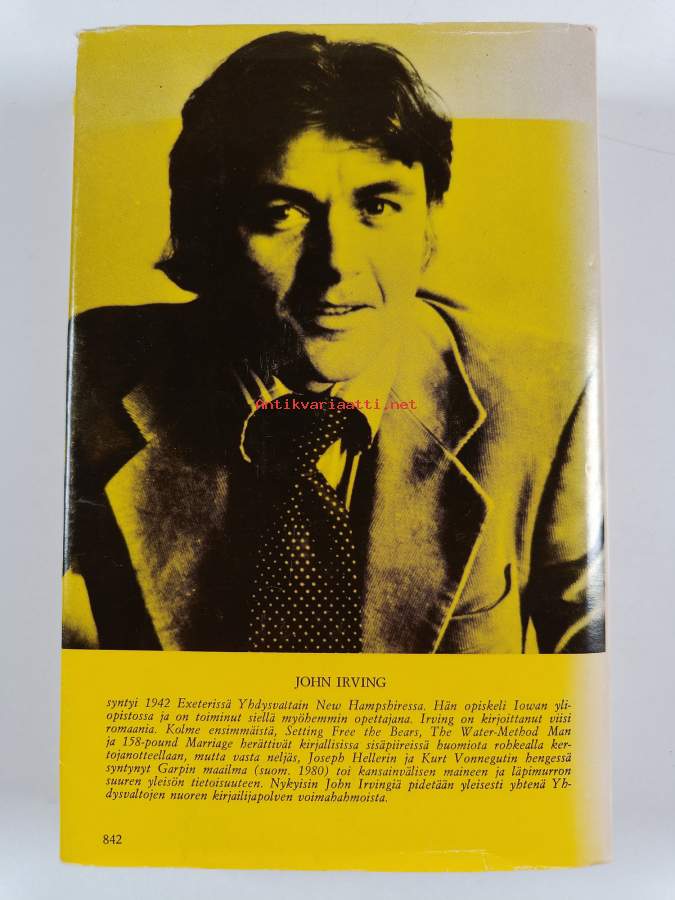 Antikvariaatti.net
JOHN IRVING
syntyi 1942 Exeterissä Yhdysvaltain New Hampshiressa. Hän opiskeli Iowan yli-
opistossa ja on toiminut siellä myöhemmin opettajana. Irving on kirjoittanut viisi
romaania. Kolme ensimmäistä, Setting Free the Bears, The Water-Method Man
ja 158-pound Marriage herättivät kirjallisissa sisäpiireissä huomiota rohkealla ker-
tojanotteellaan, mutta vasta neljäs, Joseph Hellerin ja Kurt Vonnegutin hengessä
syntynyt Garpin maailma (suom. 1980) toi kansainvälisen maineen ja läpimurron
suuren yleisön tietoisuuteen. Nykyisin John Irvingiä pidetään yleisesti yhtenä Yh-
dysvaltojen nuoren kirjailijapolven voimahahmoista.
842